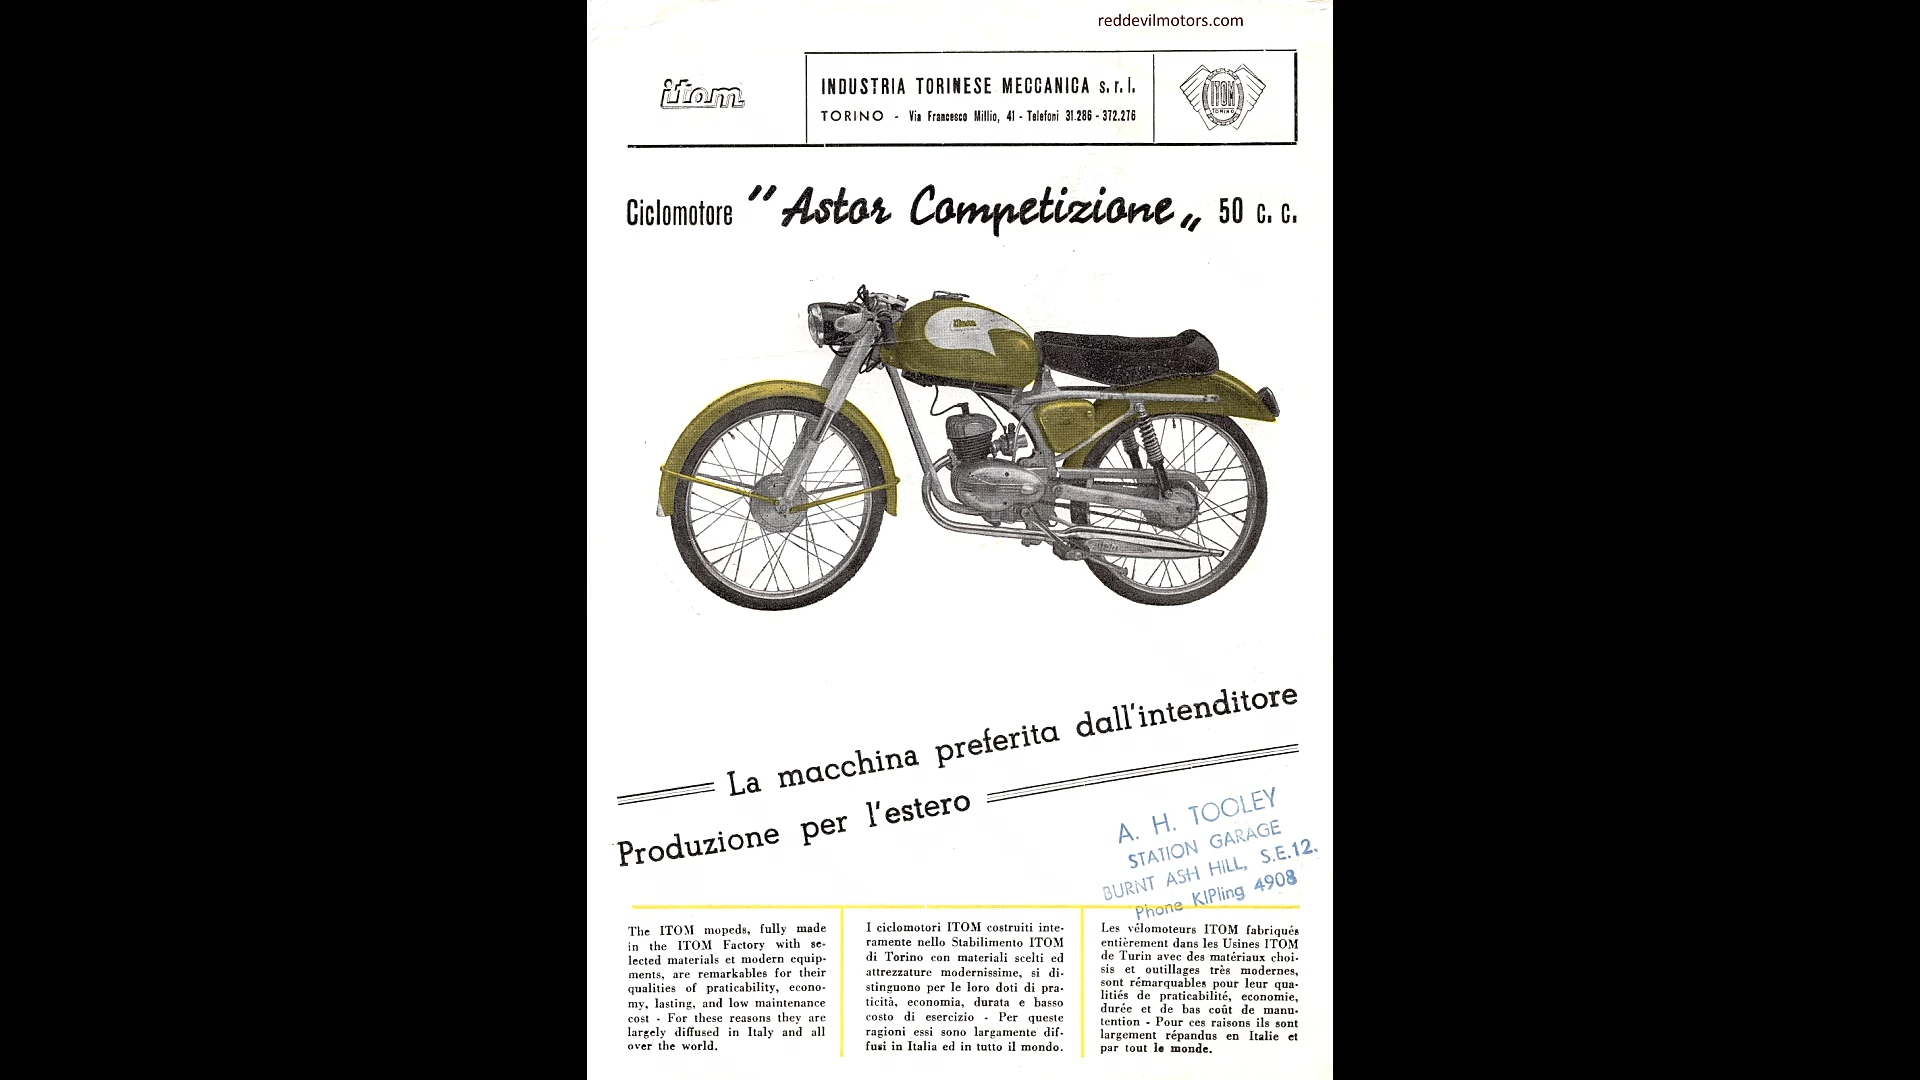 reddevilmotors.com
itom
INDUSTRIA TORINESE MECCANICA s. r. l.
TORINO - Via Francesco Millio, 41 - Telefoni 31.286 - 372.276
ITOM
TORINO
Ciclomotore "Astor Competizione„ 50 c. c.
itom
La macchina preferita dall'intenditore
Produzione per l'estero
A. H. TOOLEY
STATION GARAGE
BURNT ASH HILL, S.E.12.
Phone KIPling 4908
The ITOM mopeds, fully made
in the ITOM Factory with se-
lected materials et modern equip-
ments, are remarkables for their
qualities of praticability, econo-
my, lasting, and low maintenance
cost - For these reasons they are
largely diffused in Italy and all
over the world.
I ciclomotori ITOM costruiti inte-
ramente nello Stabilimento ITOM
di Torino con materiali scelti ed
attrezzature modernissime, si di-
stinguono per le loro doti di pra-
ticità, economia, durata e basso
costo di esercizio - Per queste
ragioni essi sono largamente dif-
fusi in Italia ed in tutto il mondo.
Les vélomoteurs ITOM fabriqués
entièrement dans les Usines ITOM
de Turin avec des matériaux choi-
sis et outillages très modernes,
sont rémarquables pour leur qua-
litiés de praticabilité, economie,
durée et de bas coût de manu-
tention - Pour ces raisons ils sont
largement répandus en Italie et
par tout le monde.